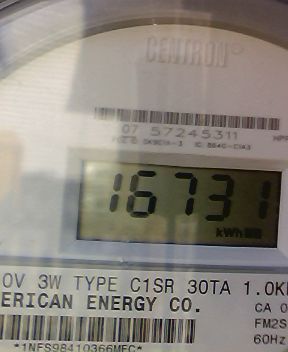 CENTRON®
07 57245311
16731
kWh
0V 3W TYPE C1SR 30TA 1.0K
ERICAN ENERGY CO.
CA 0
FM2S
60Hz
*1NFS98410366MFC*